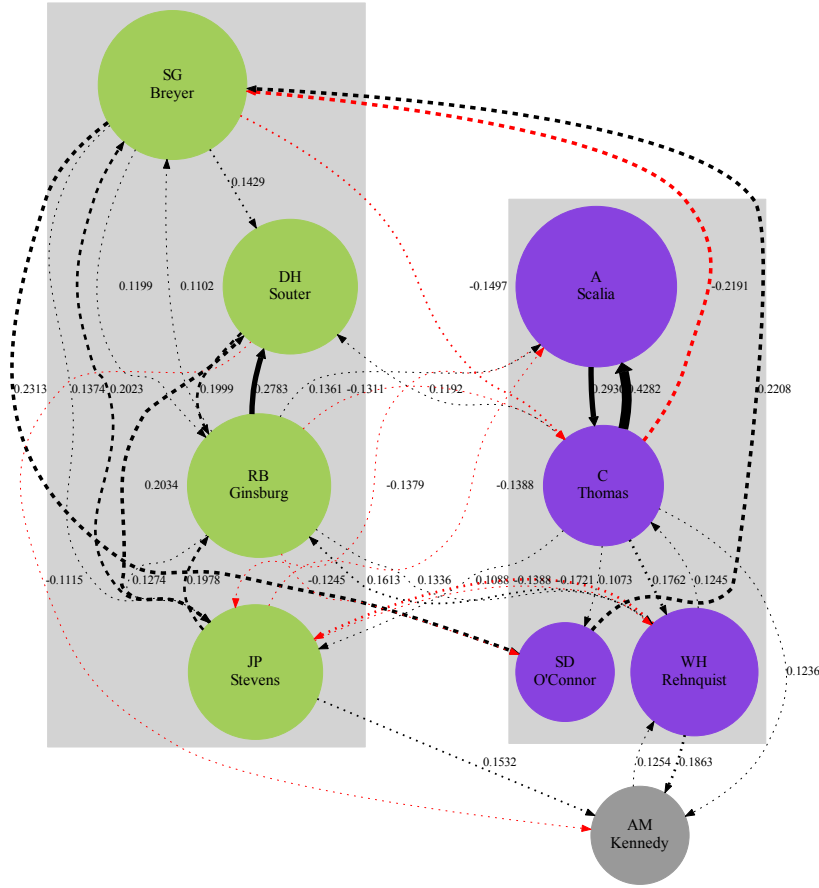 SG
Breyer
0.1429
DH
Souter
A
Scalia
0.1199
0.1102
-0.1497
-0.2191
0.2313
0.1374
0.2023
0.1999
0.2783
0.1361
-0.1311
0.1192
0.2930
0.4282
0.2208
RB
Ginsburg
C
Thomas
0.2034
-0.1379
-0.1388
-0.1115
0.1274
0.1978
-0.1245
0.1613
0.1336
0.1088
-0.1388
-0.1721
0.1073
0.1762
0.1245
JP
Stevens
SD
O'Connor
WH
Rehnquist
0.1236
0.1532
0.1254
0.1863
AM
Kennedy